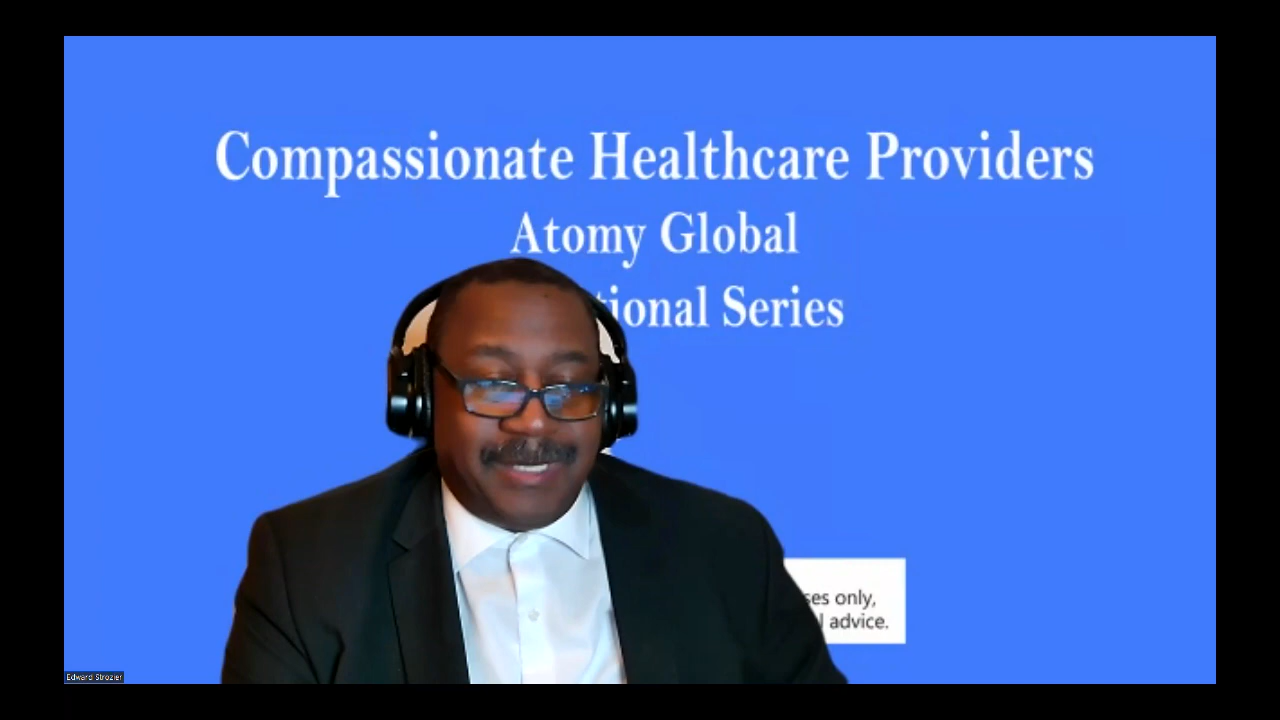 Compassionate Healthcare Providers
Atomy Global
tional Series
ses only,
advice.
Edward Strozier